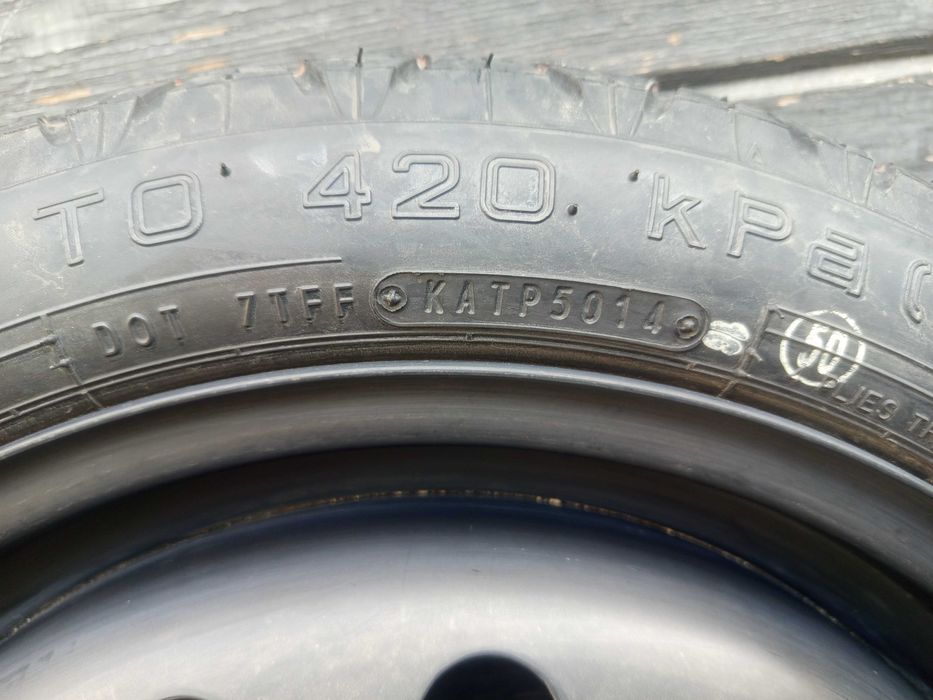 TO 420 kPa (
DOT 7TFF KATP5014
50
PLIES